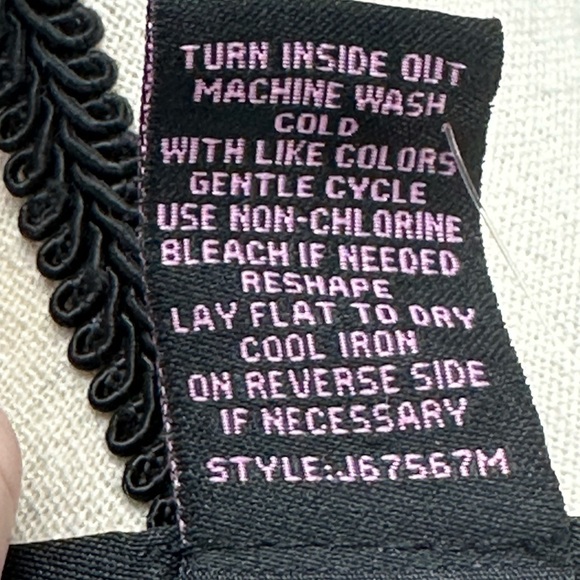 TURN INSIDE OUT
MACHINE WASH
COLD
WITH LIKE COLORS
GENTLE CYCLE
USE NON-CHLORINE
BLEACH IF NEEDED
RESHAPE
LAY FLAT TO DRY
COOL IRON
ON REVERSE SIDE
IF NECESSARY
STYLE:J67567M